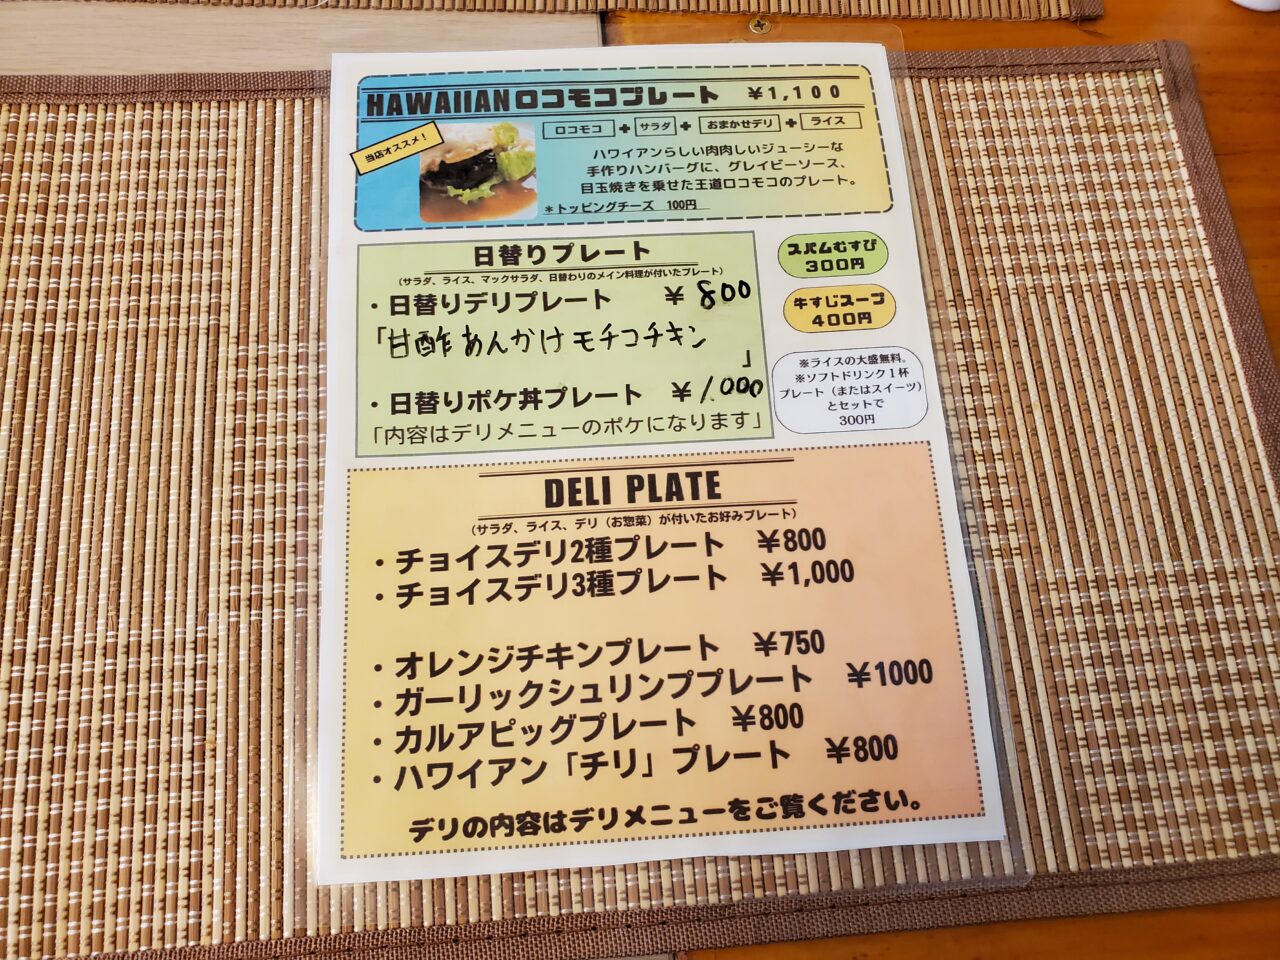 HAWAIIANロコモコプレート ￥1,100
ロコモコ + サラダ + おまかせデリ + ライス
当店オススメ！
ハワイアンらしい肉肉しいジューシーな
手作りハンバーグに、グレイビーソース、
目玉焼きを乗せた王道ロコモコのプレート。
＊トッピングチーズ 100円
日替りプレート
（サラダ、ライス、マックサラダ、日替わりのメイン料理が付いたプレート）
・日替りデリプレート ￥800
「甘酢あんかけモチコチキン」
・日替りポケ丼プレート ￥1,000
「内容はデリメニューのポケになります」
スパムむすび
300円
牛すじスープ
400円
※ライスの大盛無料。
※ソフトドリンク１杯
プレート（またはスイーツ）
とセットで
300円
DELI PLATE
（サラダ、ライス、デリ（お惣菜）が付いたお好みプレート）
・チョイスデリ2種プレート ￥800
・チョイスデリ3種プレート ￥1,000
・オレンジチキンプレート ￥750
・ガーリックシュリンププレート ￥1000
・カルアピッグプレート ￥800
・ハワイアン「チリ」プレート ￥800
デリの内容はデリメニューをご覧ください。